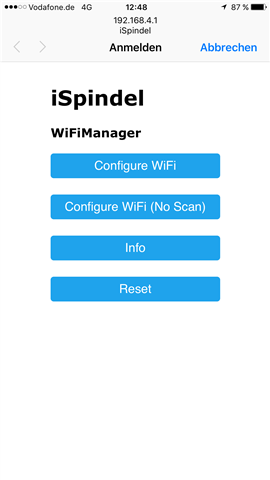 Vodafone.de 4G 12:48 87 %
192.168.4.1
iSpindel
Anmelden Abbrechen
iSpindel
WiFiManager
Configure WiFi
Configure WiFi (No Scan)
Info
Reset